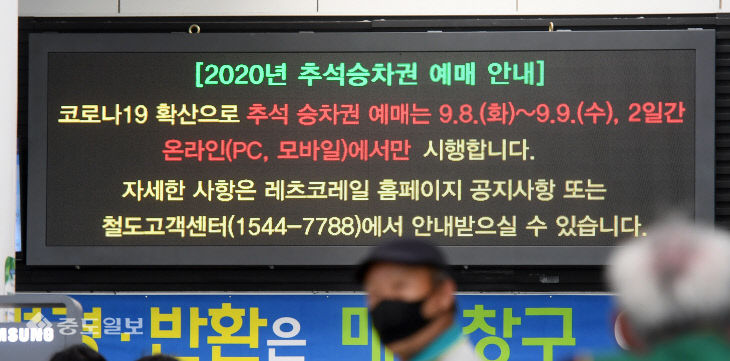 [2020년 추석승차권 예매 안내]
코로나19 확산으로 추석 승차권 예매는 9.8.(화)~9.9.(수), 2일간
온라인(PC, 모바일)에서만 시행합니다.
자세한 사항은 레츠코레일 홈페이지 공지사항 또는
철도고객센터(1544-7788)에서 안내받으실 수 있습니다.
반환은 창구
SAMSUNG 중도일보